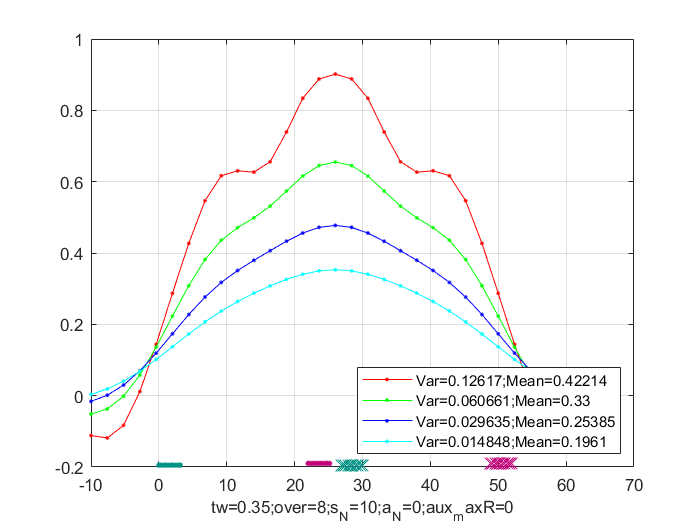 1
0.8
0.6
0.4
0.2
0
-0.2
-10 0 10 20 30 40 50 60 70
Var=0.12617;Mean=0.42214
Var=0.060661;Mean=0.33
Var=0.029635;Mean=0.25385
Var=0.014848;Mean=0.1961
tw=0.35;over=8;s_N=10;a_N=0;aux_maxR=0